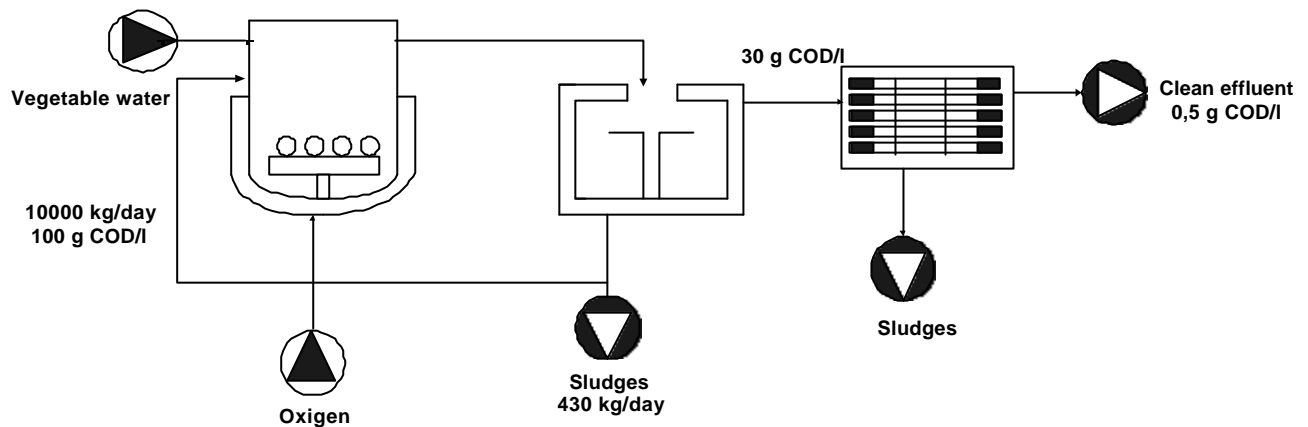 Vegetable water
10000 kg/day
100 g COD/l
Oxigen
Sludges
430 kg/day
30 g COD/l
Sludges
Clean effluent
0,5 g COD/l